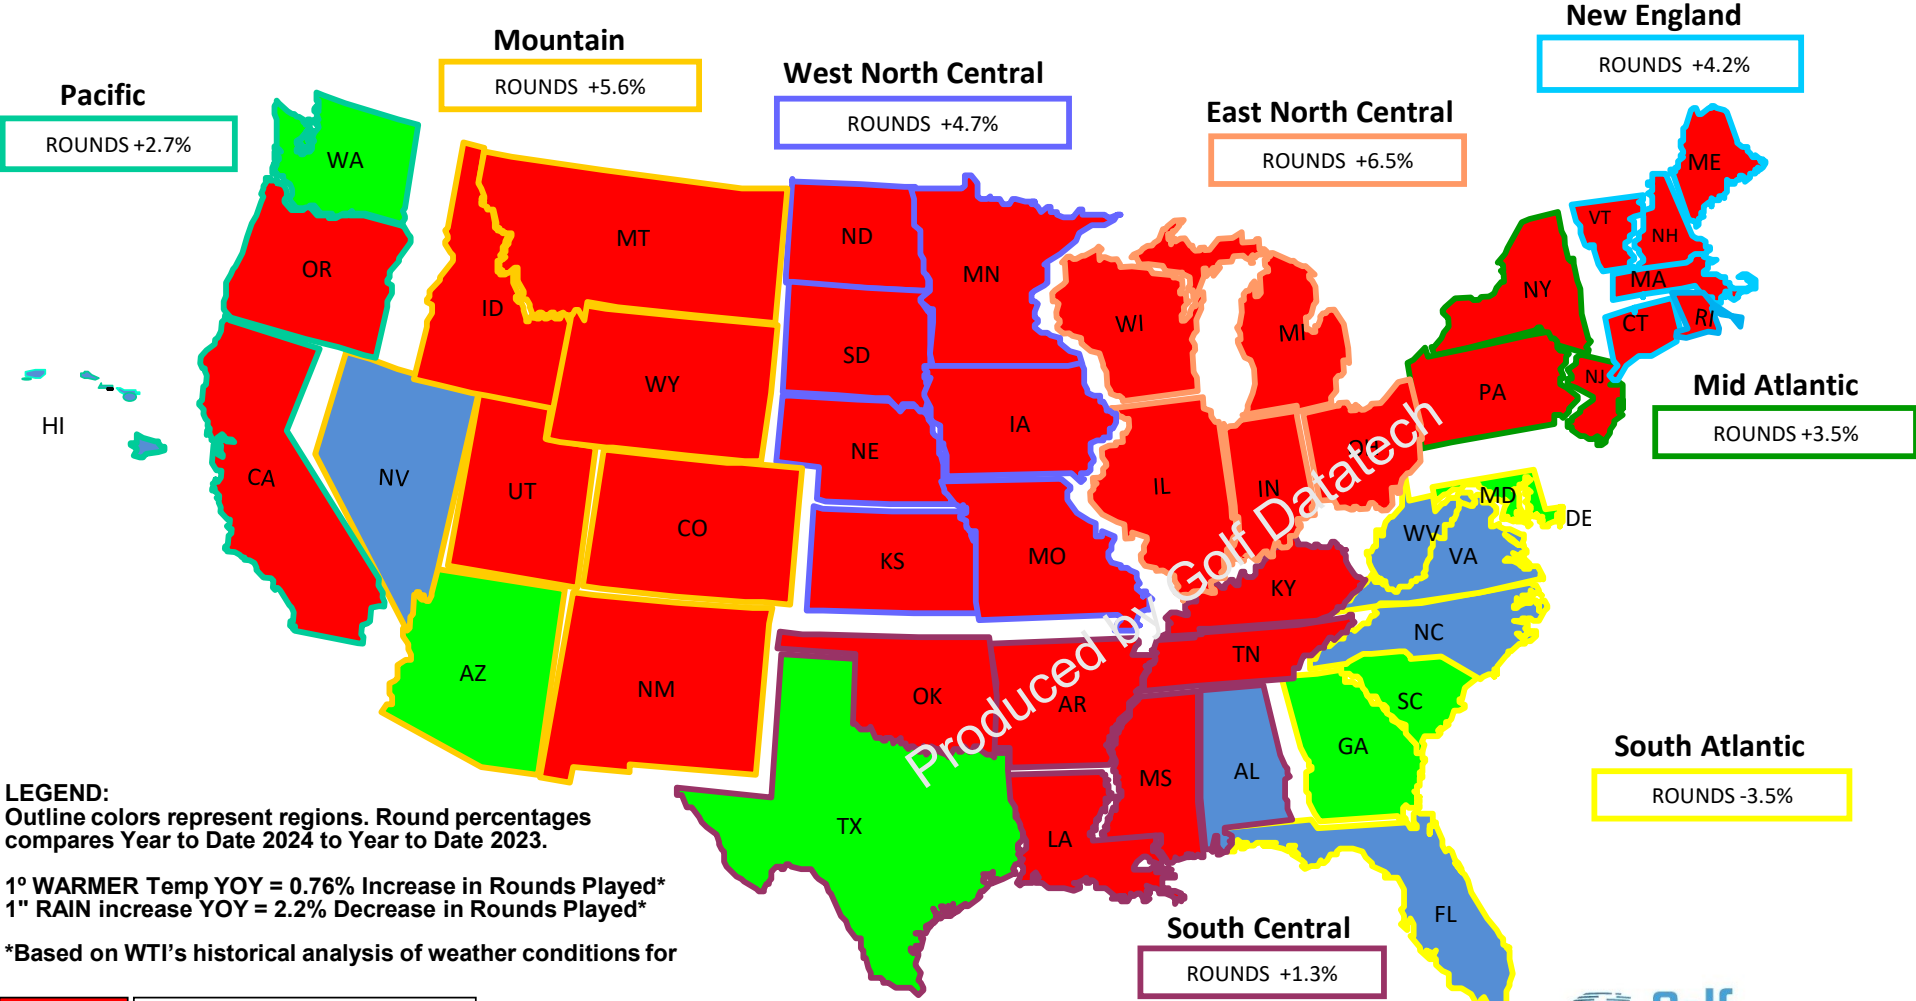 New England
ROUNDS +4.2%
Mountain
ROUNDS +5.6%
West North Central
ROUNDS +4.7%
Pacific
ROUNDS +2.7%
East North Central
ROUNDS +6.5%
WA
OR
CA
HI
NV
ID
MT
WY
UT
CO
AZ
NM
ND
SD
NE
KS
MN
IA
MO
WI
MI
IL
IN
OH
ME
VT
NH
MA
CT
RI
NY
PA
NJ
Mid Atlantic
ROUNDS +3.5%
MD
DE
WV
VA
NC
SC
GA
FL
KY
TN
OK
AR
TX
LA
MS
AL
Produced by Golf Datatech
South Atlantic
ROUNDS -3.5%
South Central
ROUNDS +1.3%
LEGEND:
Outline colors represent regions. Round percentages
compares Year to Date 2024 to Year to Date 2023.
1º WARMER Temp YOY = 0.76% Increase in Rounds Played*
1" RAIN increase YOY = 2.2% Decrease in Rounds Played*
*Based on WTI’s historical analysis of weather conditions for